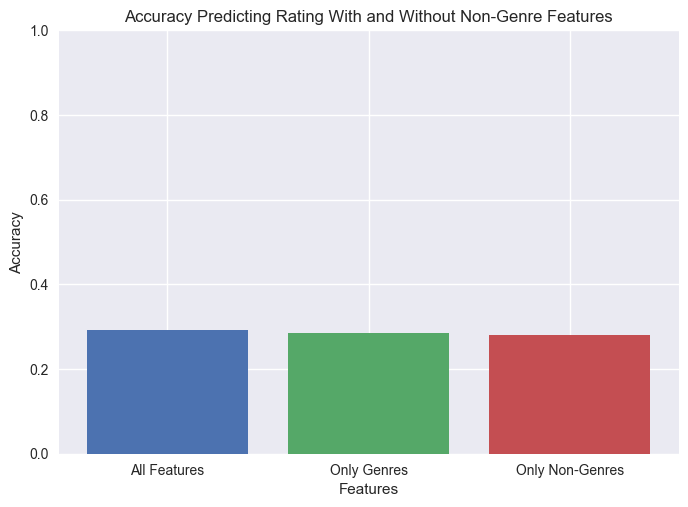 Accuracy Predicting Rating With and Without Non-Genre Features
1.0
0.8
0.6
0.4
0.2
0.0
Accuracy
All Features
Only Genres
Only Non-Genres
Features